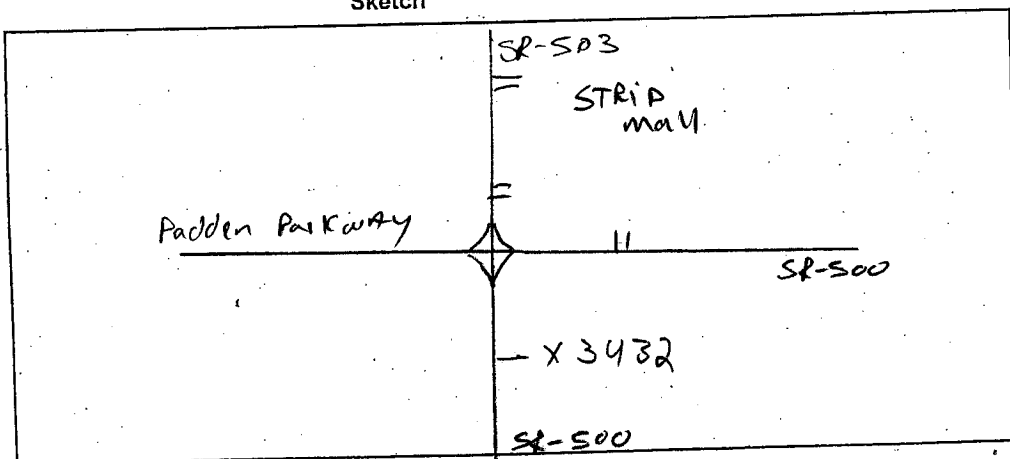 Sketch
SR-503
STRIP
Mall
Padden Parkway
SR-500
X 3432
SR-500